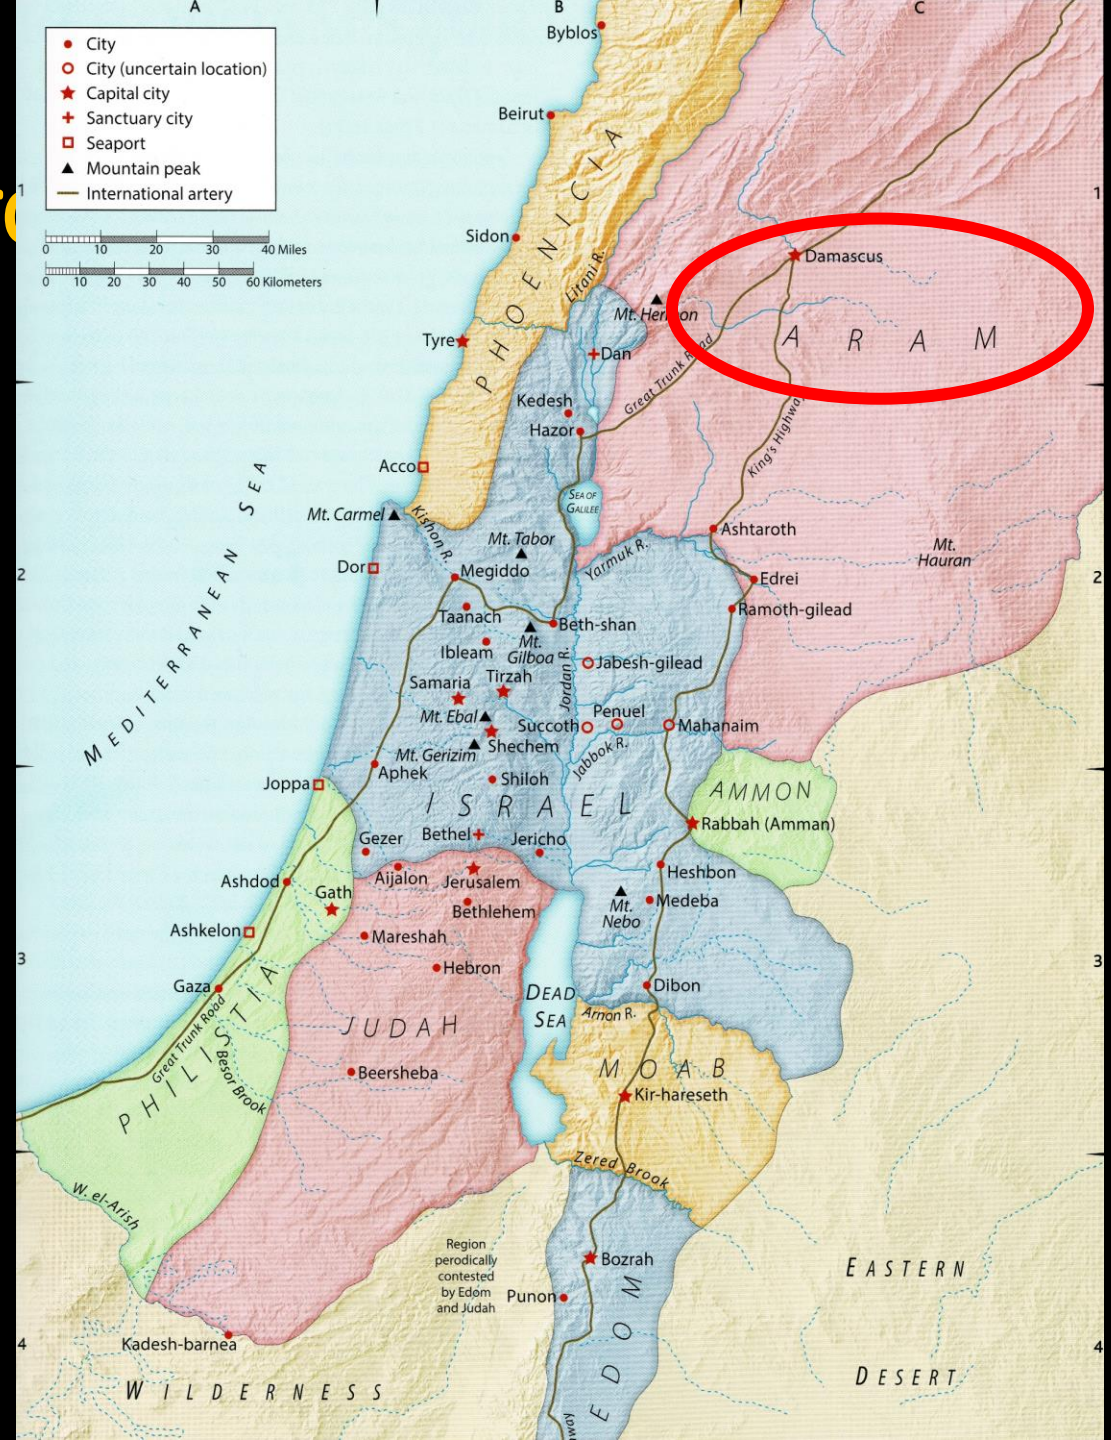 A
B
C
City
City (uncertain location)
Capital city
Sanctuary city
Seaport
Mountain peak
International artery
0 10 20 30 40 Miles
0 10 20 30 40 50 60 Kilometers
1
1
Byblos
Beirut
Sidon
PHOENICIA
Litani R.
Damascus
Mt. Hermon
ARAM
Tyre
Dan
Great Trunk Road
Kedesh
Hazor
King's Highway
Acco
SEA OF
GALILEE
MEDITERRANEAN SEA
Mt. Carmel
Kishon R.
Ashtaroth
Mt. Tabor
Yarmuk R.
Mt.
Hauran
Dor
Megiddo
Edrei
2
2
Taanach
Beth-shan
Ramoth-gilead
Ibleam
Mt.
Gilboa
Jordan R.
Jabesh-gilead
Samaria
Tirzah
Mt. Ebal
Succoth
Penuel
Mahanaim
Shechem
Mt. Gerizim
Jabbok R.
Aphek
Shiloh
Joppa
ISRAEL
AMMON
Rabbah (Amman)
Gezer
Bethel
Jericho
Aijalon
Jerusalem
Heshbon
Ashdod
Gath
Bethlehem
Mt.
Nebo
Medeba
Ashkelon
Mareshah
Hebron
3
3
Gaza
DEAD
SEA
Dibon
Arnon R.
JUDAH
Great Trunk Road
PHILISTIA
Besor Brook
Beersheba
MOAB
Kir-hareseth
Zered Brook
W. el-Arish
Region
perodically
contested
by Edom
and Judah
Bozrah
Punon
EASTERN
DESERT
EDOM
4
4
Kadesh-barnea
WILDERNESS